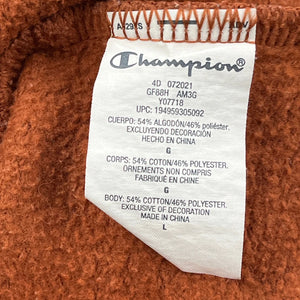 Champion
4D 072021
GF88H AM3G
Y07718
UPC: 194959305092
CUERPO: 54% ALGODÓN/46% poliéster.
EXCLUYENDO DECORACIÓN
HECHO EN CHINA
G
CORPS: 54% COTON/46% POLYESTER.
ORNEMENTS NON COMPRIS
FABRIQUÉ EN CHINE
G
BODY: 54% COTTON/46% POLYESTER.
EXCLUSIVE OF DECORATION
MADE IN CHINA
L